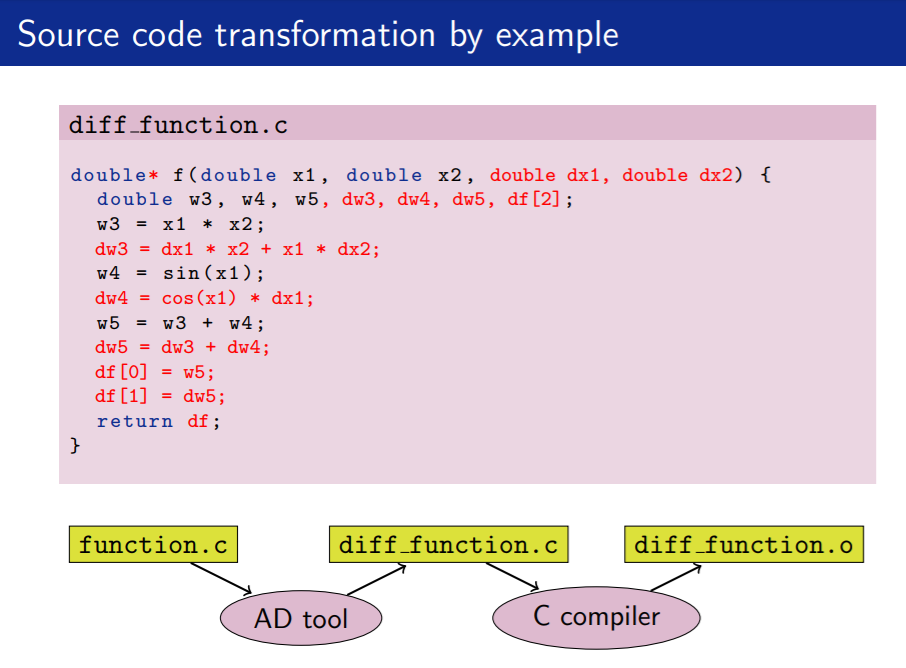 Source code transformation by example
diff_function.c
double* f(double x1, double x2, double dx1, double dx2) {
  double w3, w4, w5, dw3, dw4, dw5, df[2];
  w3 = x1 * x2;
  dw3 = dx1 * x2 + x1 * dx2;
  w4 = sin(x1);
  dw4 = cos(x1) * dx1;
  w5 = w3 + w4;
  dw5 = dw3 + dw4;
  df[0] = w5;
  df[1] = dw5;
  return df;
}
function.c
diff_function.c
diff_function.o
AD tool
C compiler